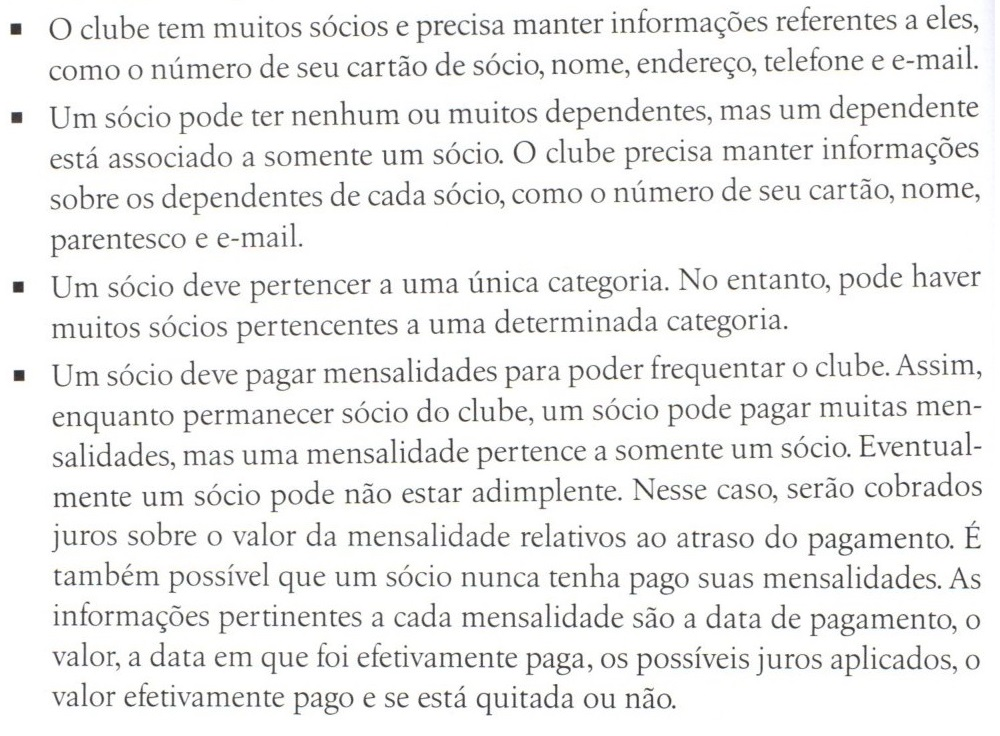 ▪ O clube tem muitos sócios e precisa manter informações referentes a eles,
como o número de seu cartão de sócio, nome, endereço, telefone e e-mail.
▪ Um sócio pode ter nenhum ou muitos dependentes, mas um dependente
está associado a somente um sócio. O clube precisa manter informações
sobre os dependentes de cada sócio, como o número de seu cartão, nome,
parentesco e e-mail.
▪ Um sócio deve pertencer a uma única categoria. No entanto, pode haver
muitos sócios pertencentes a uma determinada categoria.
▪ Um sócio deve pagar mensalidades para poder frequentar o clube. Assim,
enquanto permanecer sócio do clube, um sócio pode pagar muitas men-
salidades, mas uma mensalidade pertence a somente um sócio. Eventual-
mente um sócio pode não estar adimplente. Nesse caso, serão cobrados
juros sobre o valor da mensalidade relativos ao atraso do pagamento. É
também possível que um sócio nunca tenha pago suas mensalidades. As
informações pertinentes a cada mensalidade são a data de pagamento, o
valor, a data em que foi efetivamente paga, os possíveis juros aplicados, o
valor efetivamente pago e se está quitada ou não.